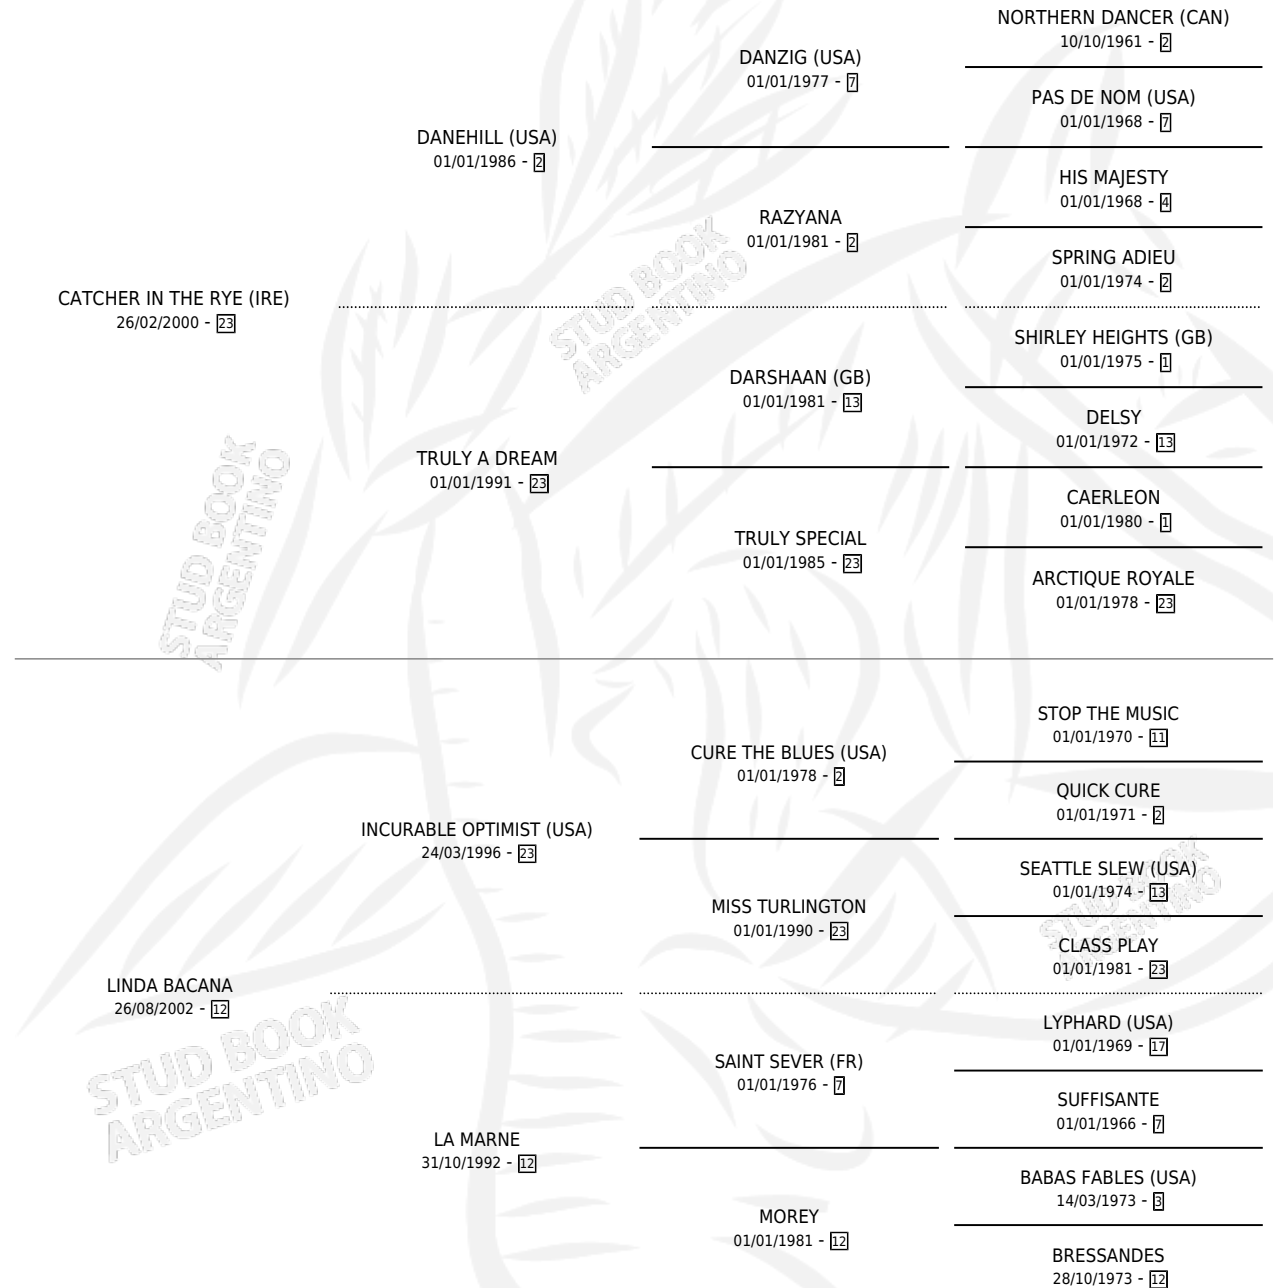 NORTHERN DANCER (CAN)
10/10/1961 - 2
DANZIG (USA)
01/01/1977 - 7
PAS DE NOM (USA)
01/01/1968 - 7
DANEHILL (USA)
01/01/1986 - 2
HIS MAJESTY
01/01/1968 - 4
RAZYANA
01/01/1981 - 2
SPRING ADIEU
01/01/1974 - 2
CATCHER IN THE RYE (IRE)
26/02/2000 - 23
SHIRLEY HEIGHTS (GB)
01/01/1975 - 1
DARSHAAN (GB)
01/01/1981 - 13
DELSY
01/01/1972 - 13
TRULY A DREAM
01/01/1991 - 23
CAERLEON
01/01/1980 - 1
TRULY SPECIAL
01/01/1985 - 23
ARCTIQUE ROYALE
01/01/1978 - 23
STOP THE MUSIC
01/01/1970 - 11
CURE THE BLUES (USA)
01/01/1978 - 2
QUICK CURE
01/01/1971 - 2
INCURABLE OPTIMIST (USA)
24/03/1996 - 23
SEATTLE SLEW (USA)
01/01/1974 - 13
MISS TURLINGTON
01/01/1990 - 23
CLASS PLAY
01/01/1981 - 23
LINDA BACANA
26/08/2002 - 12
LYPHARD (USA)
01/01/1969 - 17
SAINT SEVER (FR)
01/01/1976 - 7
SUFFISANTE
01/01/1966 - 7
LA MARNE
31/10/1992 - 12
BABAS FABLES (USA)
14/03/1973 - 3
MOREY
01/01/1981 - 12
BRESSANDES
28/10/1973 - 12
STUD BOOK
ARGENTINO
STUD BOOK
ARGENTINO
STUD BOOK
ARGENTINO
STUD BOOK
ARGENTINO